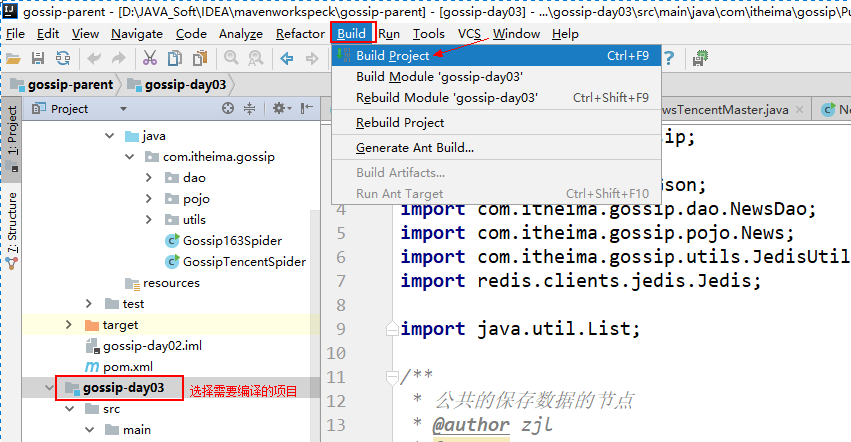 gossip-parent - [D:\JAVA_Soft\IDEA\mavenworkspeck\gossip-parent] - [gossip-day03] - ...\gossip-day03\src\main\java\com\itheima\gossip\Pu
File Edit View Navigate Code Analyze Refactor Build Run Tools VCS Window Help
Build Project Ctrl+F9
Build Module 'gossip-day03'
Rebuild Module 'gossip-day03' Ctrl+Shift+F9
Rebuild Project
Generate Ant Build...
Build Artifacts...
Run Ant Target Ctrl+Shift+F10
gossip-parent gossip-day03
1: Project
7: Structure
Project
java
com.itheima.gossip
dao
pojo
utils
Gossip163Spider
GossipTencentSpider
resources
test
target
gossip-day02.iml
pom.xml
gossip-day03 选择需要编译的项目
src
main
wsTencentMaster.java Ne
ip;
son;
4 import com.itheima.gossip.dao.NewsDao;
5 import com.itheima.gossip.pojo.News;
6 import com.itheima.gossip.utils.JedisUtil
7 import redis.clients.jedis.Jedis;
8
9 import java.util.List;
10
11 /**
12 * 公共的保存数据的节点
13 * @author zjl